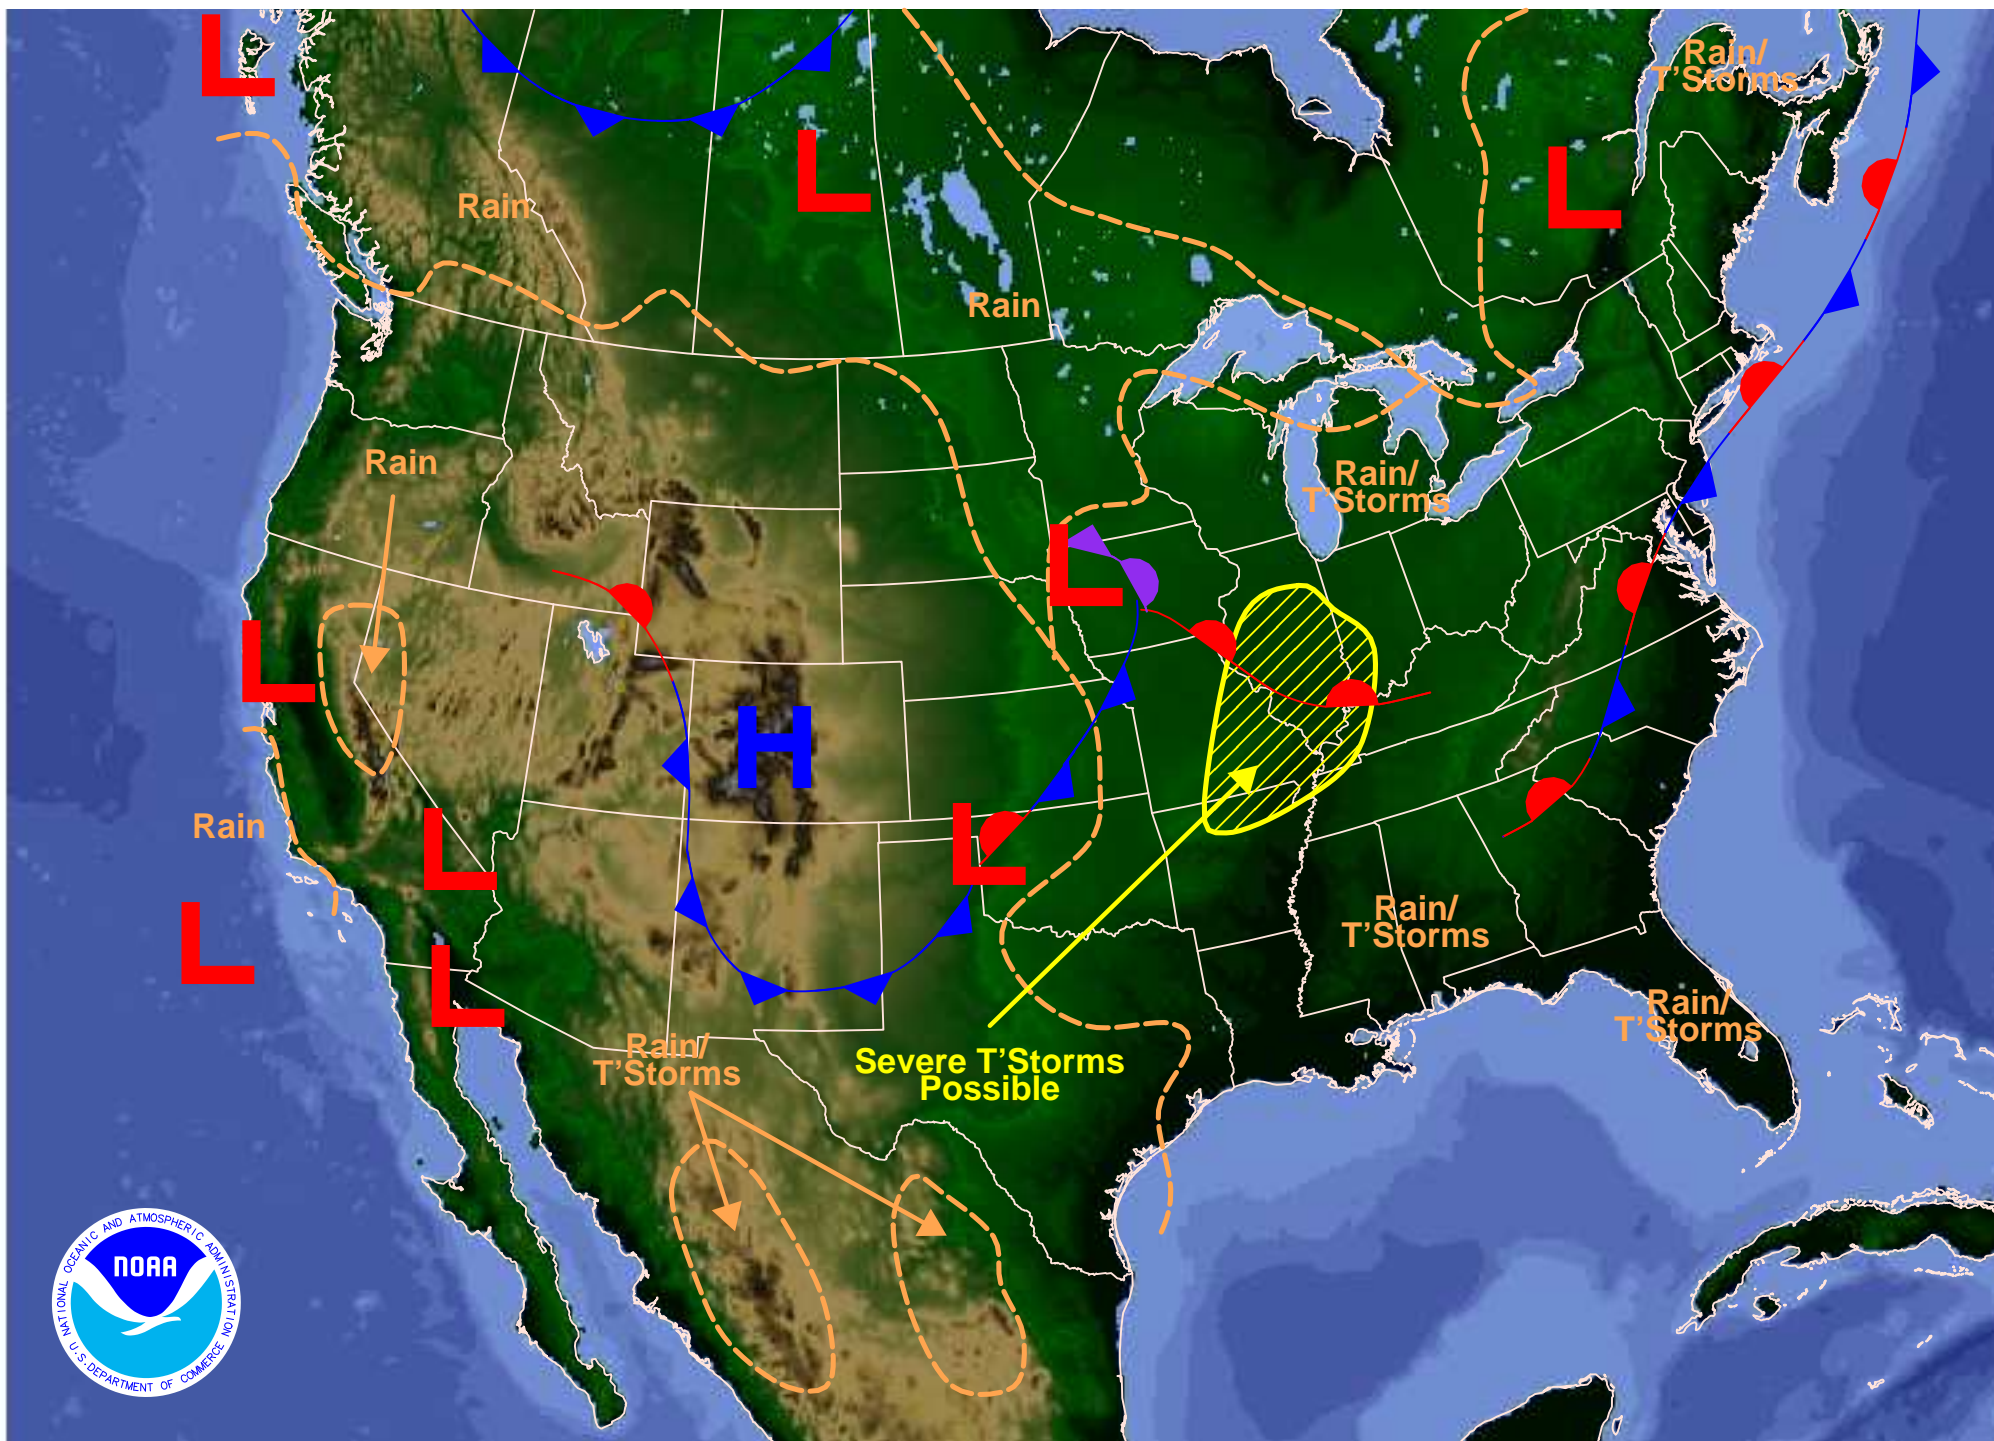 L
Rain/
T'Storms
L
L
Rain
Rain
Rain
Rain/
T'Storms
L
L
H
Rain
L
L
Rain/
T'Storms
L
L
Rain/
T'Storms
Rain/
T'Storms
Severe T'Storms
Possible
NATIONAL OCEANIC AND ATMOSPHERIC ADMINISTRATION
NOAA
U.S. DEPARTMENT OF COMMERCE